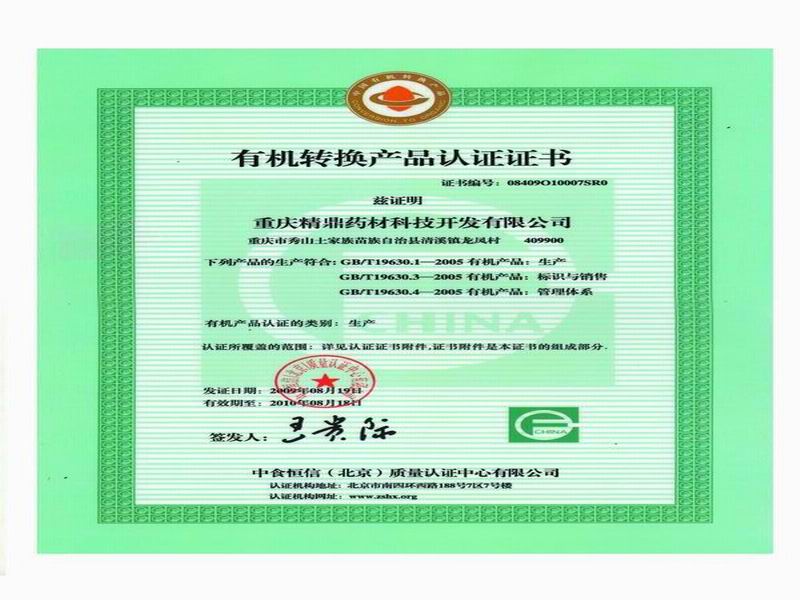 中国有机转换产品
CONVERSION TO ORGANIC
有机转换产品认证证书
证书编号：08409O10007SR0
兹证明
重庆精鼎药材科技开发有限公司
重庆市秀山土家族苗族自治县清溪镇龙凤村 409900
下列产品的生产符合：GB/T19630.1—2005 有机产品：生产
GB/T19630.3—2005 有机产品：标识与销售
GB/T19630.4—2005 有机产品：管理体系
CHINA
有机产品认证的类别：生产
认证所覆盖的范围：详见认证证书附件,证书附件是本证书的组成部分.
发证日期：2009年08月19日
有效期至：2010年08月18日
签发人：
CHINA
中食恒信（北京）质量认证中心有限公司
认证机构地址：北京市南四环西路188号7区7号楼
认证机构网址：www.zshx.org